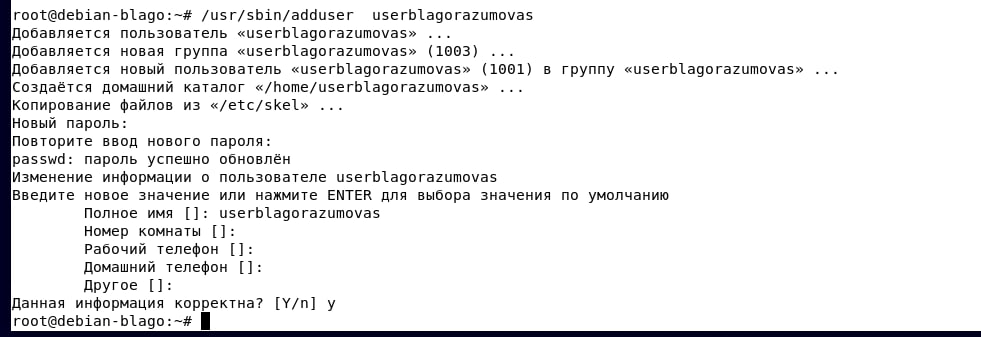 root@debian-blago:~# /usr/sbin/adduser  userblagorazumovas
Добавляется пользователь «userblagorazumovas» ...
Добавляется новая группа «userblagorazumovas» (1003) ...
Добавляется новый пользователь «userblagorazumovas» (1001) в группу «userblagorazumovas» ...
Создаётся домашний каталог «/home/userblagorazumovas» ...
Копирование файлов из «/etc/skel» ...
Новый пароль:
Повторите ввод нового пароля:
passwd: пароль успешно обновлён
Изменение информации о пользователе userblagorazumovas
Введите новое значение или нажмите ENTER для выбора значения по умолчанию
        Полное имя []: userblagorazumovas
        Номер комнаты []:
        Рабочий телефон []:
        Домашний телефон []:
        Другое []:
Данная информация корректна? [Y/n] y
root@debian-blago:~#